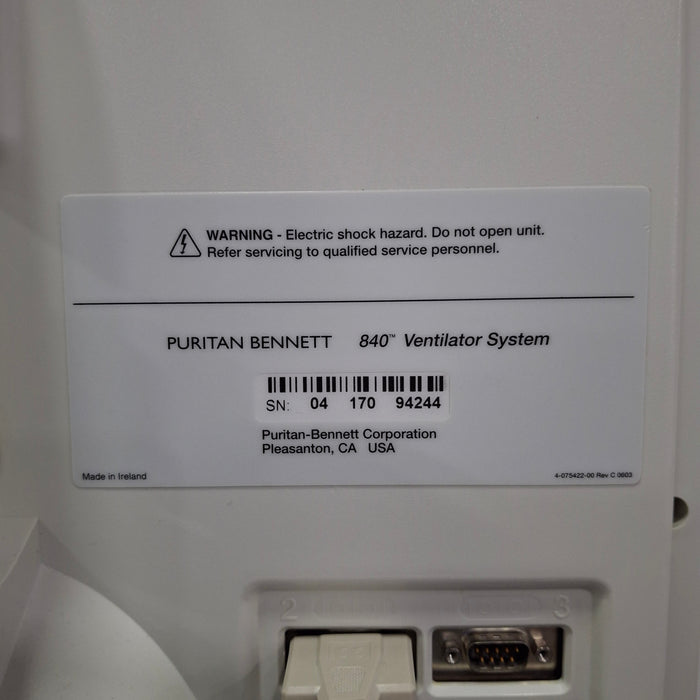 WARNING - Electric shock hazard. Do not open unit.
Refer servicing to qualified service personnel.
PURITAN BENNETT 840™ Ventilator System
SN: 04 170 94244
Puritan-Bennett Corporation
Pleasanton, CA USA
Made in Ireland 4-075422-00 Rev C 0603
2 3